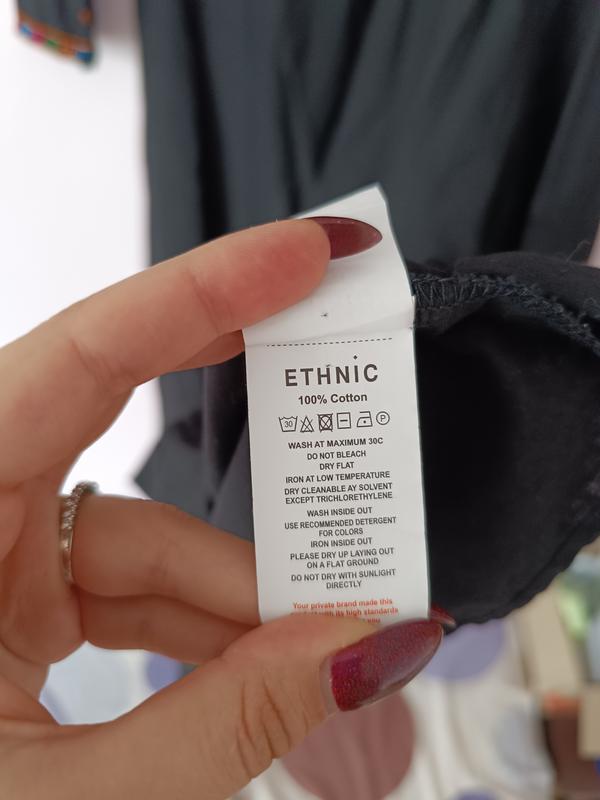 ETHNIC
100% Cotton
30 P
WASH AT MAXIMUM 30C
DO NOT BLEACH
DRY FLAT
IRON AT LOW TEMPERATURE
DRY CLEANABLE AY SOLVENT
EXCEPT TRICHLORETHYLENE
WASH INSIDE OUT
USE RECOMMENDED DETERGENT
FOR COLORS
IRON INSIDE OUT
PLEASE DRY UP LAYING OUT
ON A FLAT GROUND
DO NOT DRY WITH SUNLIGHT
DIRECTLY
Your private brand made this
with its high standards
you